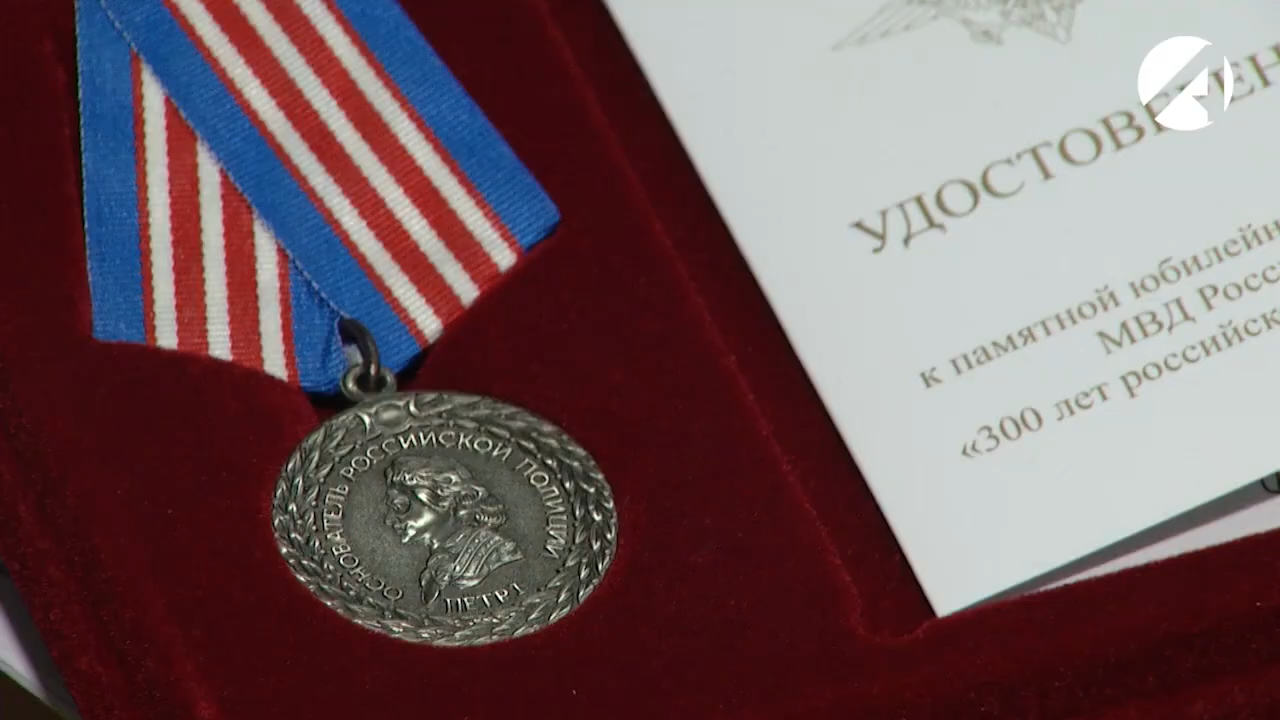 ОСНОВАТЕЛЬ РОССИЙСКОЙ ПОЛИЦИИ
ПЕТР I
УДОСТОВЕРЕН
к памятной юбилейн
МВД Росс
«300 лет российск